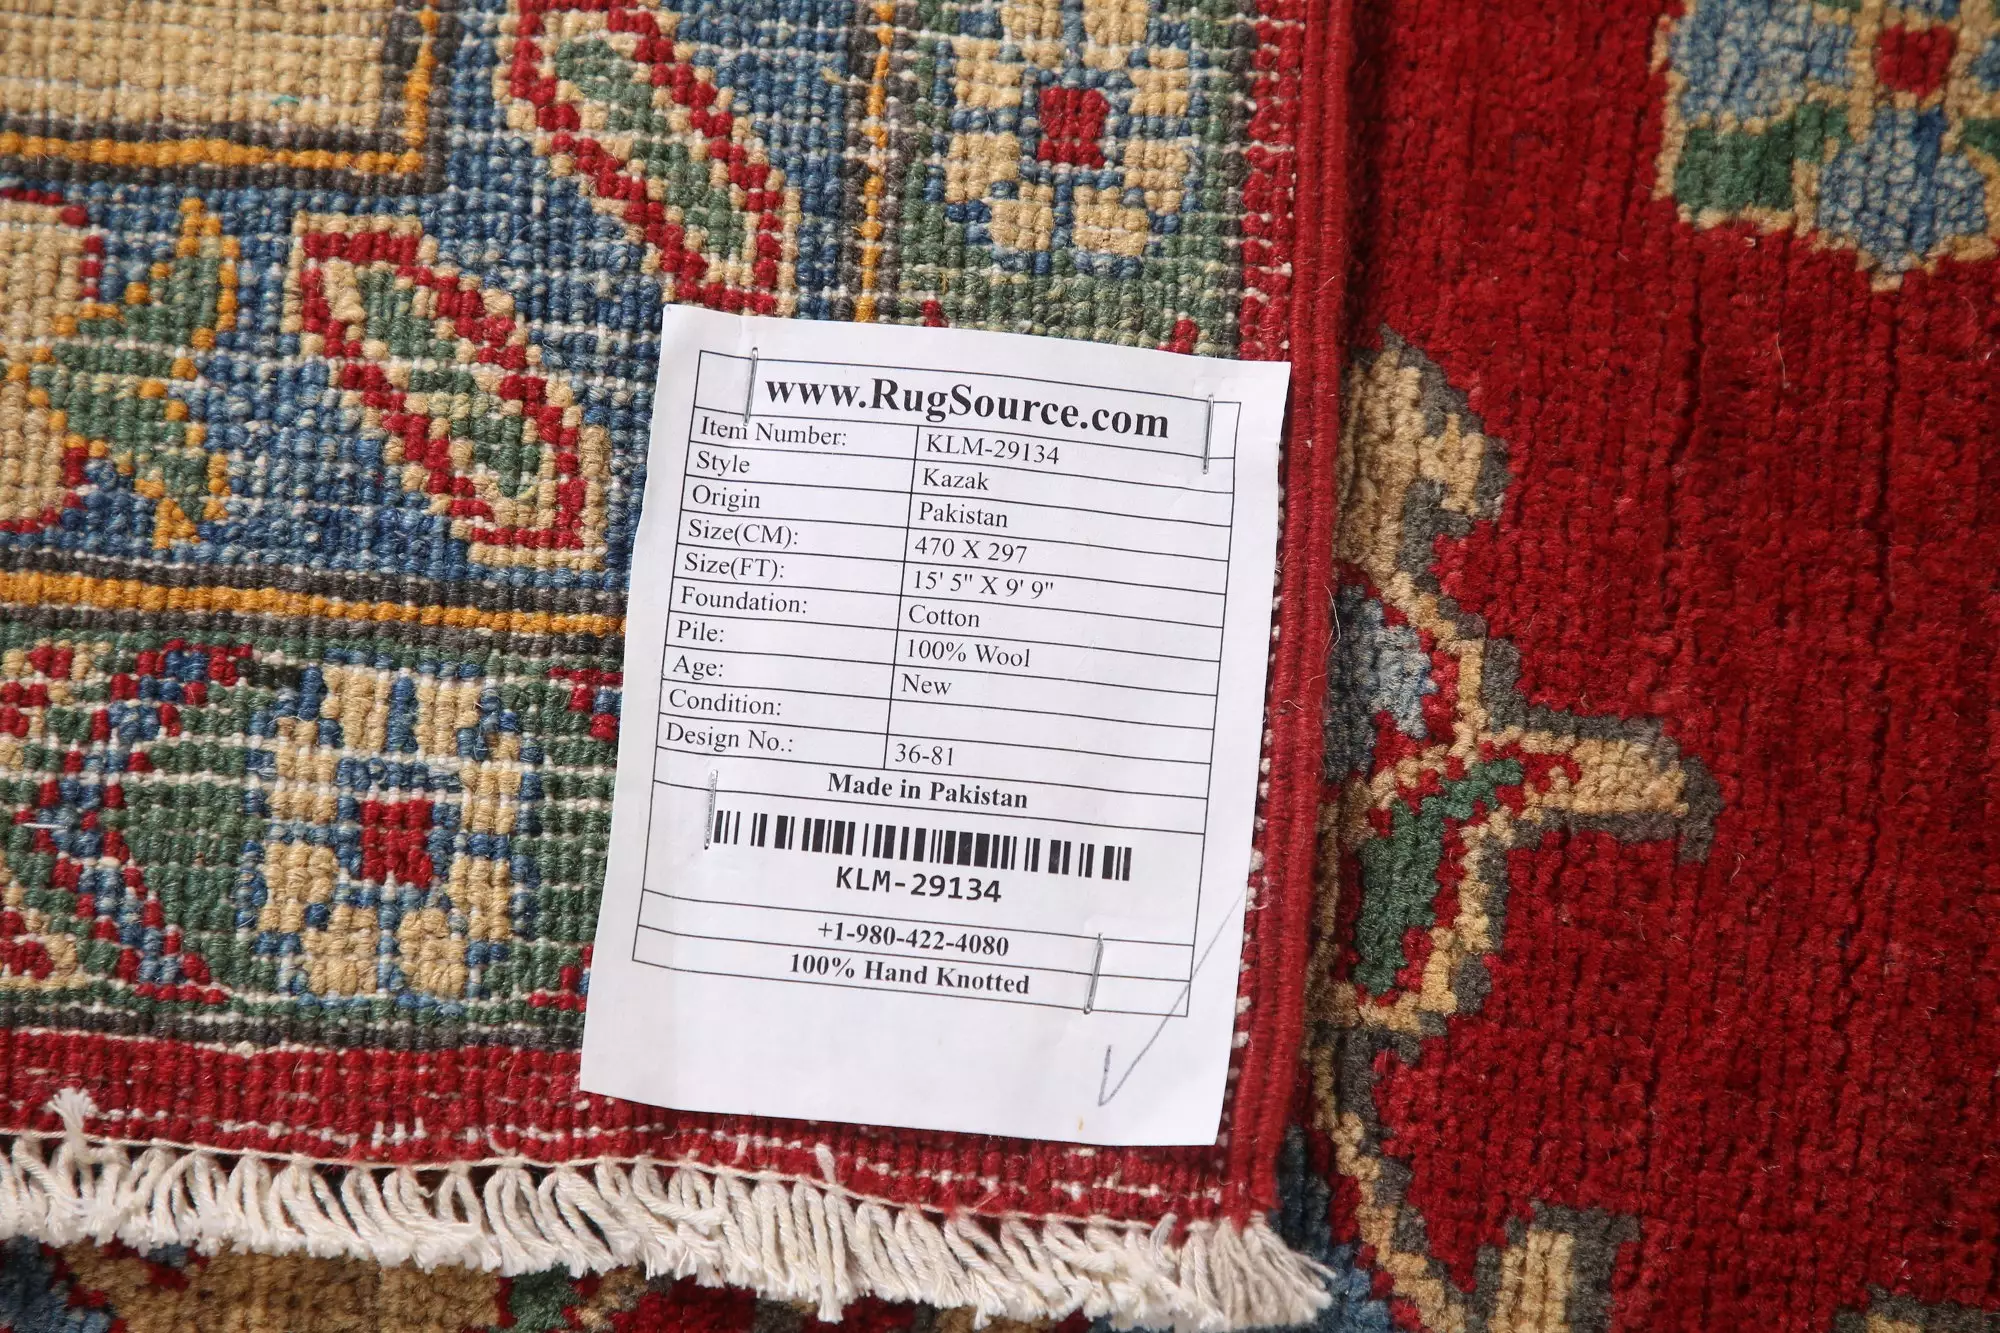 www.RugSource.com
Item Number: KLM-29134
Style Kazak
Origin Pakistan
Size(CM): 470 X 297
Size(FT): 15' 5" X 9' 9"
Foundation: Cotton
Pile: 100% Wool
Age: New
Condition:
Design No.: 36-81
Made in Pakistan
KLM-29134
+1-980-422-4080
100% Hand Knotted